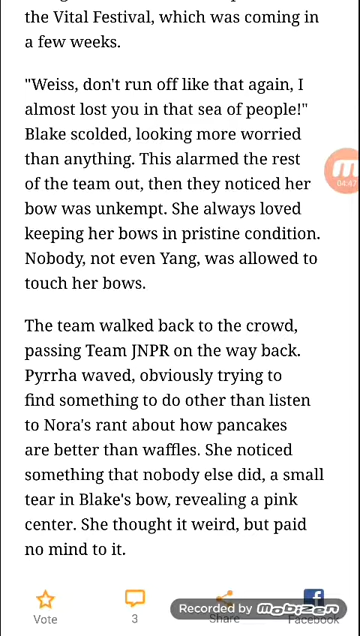 the Vital Festival, which was coming in
a few weeks.
"Weiss, don't run off like that again, I
almost lost you in that sea of people!"
Blake scolded, looking more worried
than anything. This alarmed the rest
of the team out, then they noticed her
bow was unkempt. She always loved
keeping her bows in pristine condition.
Nobody, not even Yang, was allowed to
touch her bows.
04:47
The team walked back to the crowd,
passing Team JNPR on the way back.
Pyrrha waved, obviously trying to
find something to do other than listen
to Nora's rant about how pancakes
are better than waffles. She noticed
something that nobody else did, a small
tear in Blake's bow, revealing a pink
center. She thought it weird, but paid
no mind to it.
Recorded by mobizen
Vote 3 Share Facebook